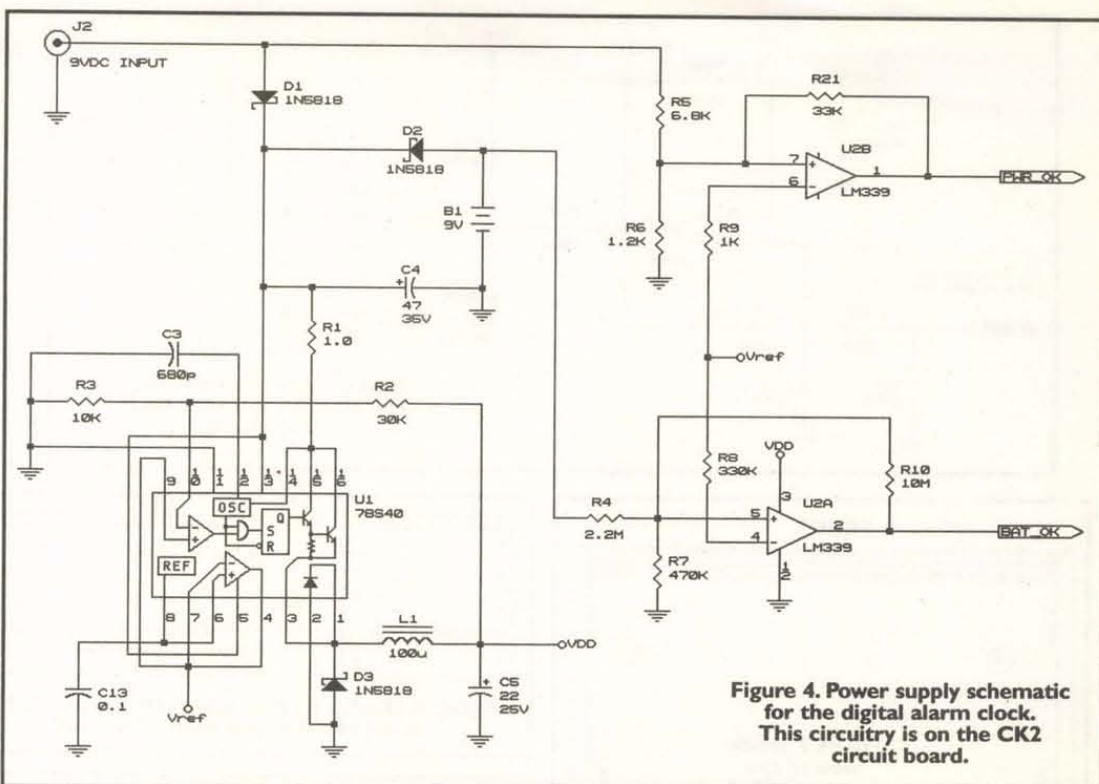 J2
9VDC INPUT
D1
1N5818
D2
1N5818
B1
9V
C4
+
47
35V
R1
1.0
C3
680p
R3
10K
R2
30K
R5
6.8K
R21
33K
U2B
7
+
6
-
1
LM339
PWR_OK
R6
1.2K
R9
1K
Vref
R8
330K
VDD
3
U2A
R4
2.2M
5
+
4
-
2
LM339
12
R10
10M
BAT_OK
R7
470K
9
10
11
12
13
14
15
16
U1
78S40
OSC
Q
S
R
-
+
REF
-
+
8
7
6
5
4
3
2
1
L1
100u
VDD
C13
0.1
Vref
D3
1N5818
+
C5
22
25V
Figure 4. Power supply schematic
for the digital alarm clock.
This circuitry is on the CK2
circuit board.